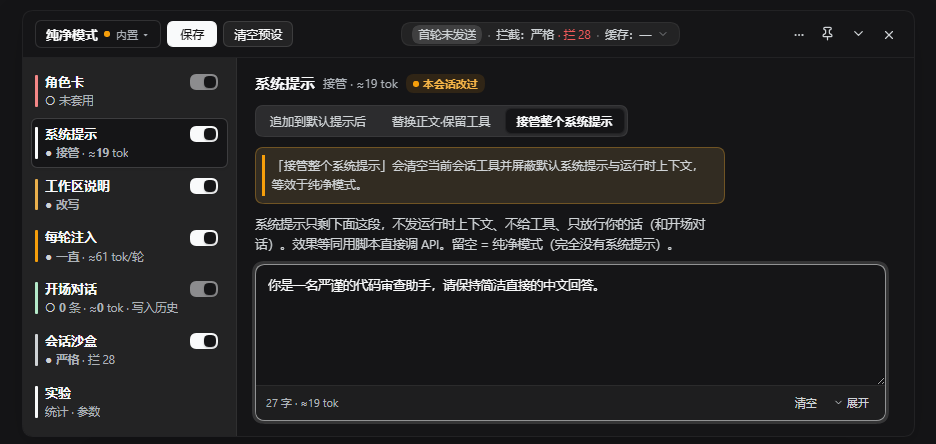 纯净模式 内置 保存 清空预设 首轮未发送 · 拦截：严格 · 拦 28 · 缓存：—
角色卡
未套用
系统提示
接管 · ≈19 tok
工作区说明
改写
每轮注入
一直 · ≈61 tok/轮
开场对话
0 条 · ≈0 tok · 写入历史
会话沙盒
严格 · 拦 28
实验
统计 · 参数
系统提示 接管 · ≈19 tok 本会话改过
追加到默认提示后 替换正文·保留工具 接管整个系统提示
「接管整个系统提示」会清空当前会话工具并屏蔽默认系统提示与运行时上下文，
等效于纯净模式。
系统提示只剩下面这段，不发运行时上下文、不给工具、只放行你的话（和开场对
话）。效果等同用脚本直接调 API。留空 = 纯净模式（完全没有系统提示）。
你是一名严谨的代码审查助手，请保持简洁直接的中文回答。
27 字 · ≈19 tok 清空 展开